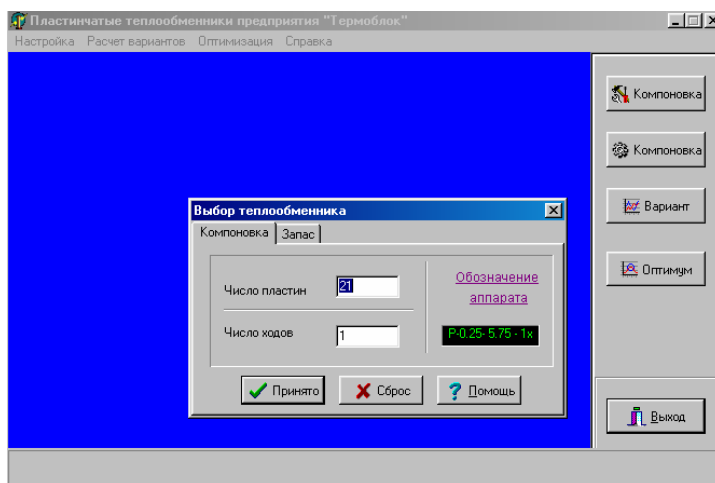 Пластинчатые теплообменники предприятия "Термоблок"
Настройка Расчет вариантов Оптимизация Справка
Компоновка
Компоновка
Вариант
Оптимум
Выход
Выбор теплообменника
Компоновка Запас
Число пластин 21
Число ходов 1
Обозначение
аппарата
Р-0.25- 5.75 - 1х
Принято Сброс Помощь